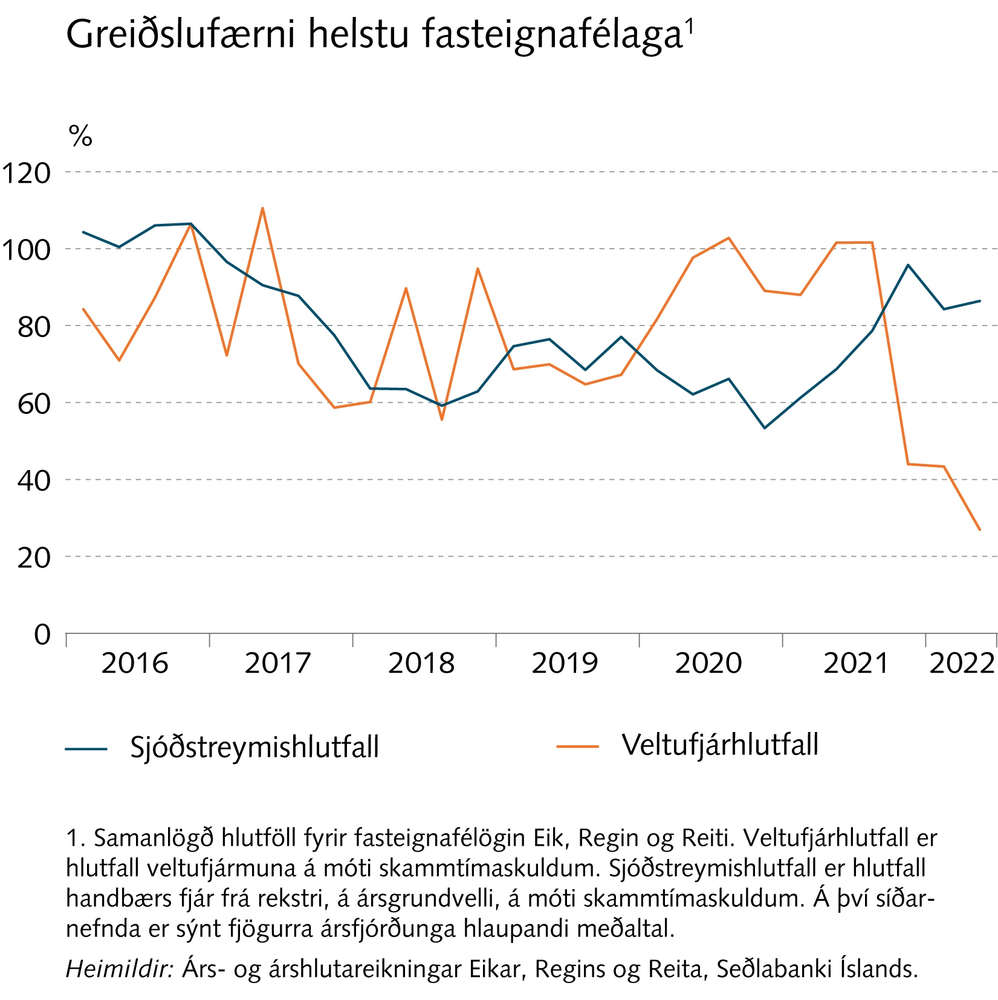 Greiðslufærni helstu fasteignafélaga¹
%
120
100
80
60
40
20
0
2016 2017 2018 2019 2020 2021 2022
Sjóðstreymishlutfall Veltufjárhlutfall
1. Samanlögð hlutföll fyrir fasteignafélögin Eik, Regin og Reiti. Veltufjárhlutfall er
hlutfall veltufjármuna á móti skammtímaskuldum. Sjóðstreymishlutfall er hlutfall
handbærs fjár frá rekstri, á ársgrundvelli, á móti skammtímaskuldum. Á því síðar-
nefnda er sýnt fjögurra ársfjórðunga hlaupandi meðaltal.
Heimildir: Árs- og árshlutareikningar Eikar, Regins og Reita, Seðlabanki Íslands.